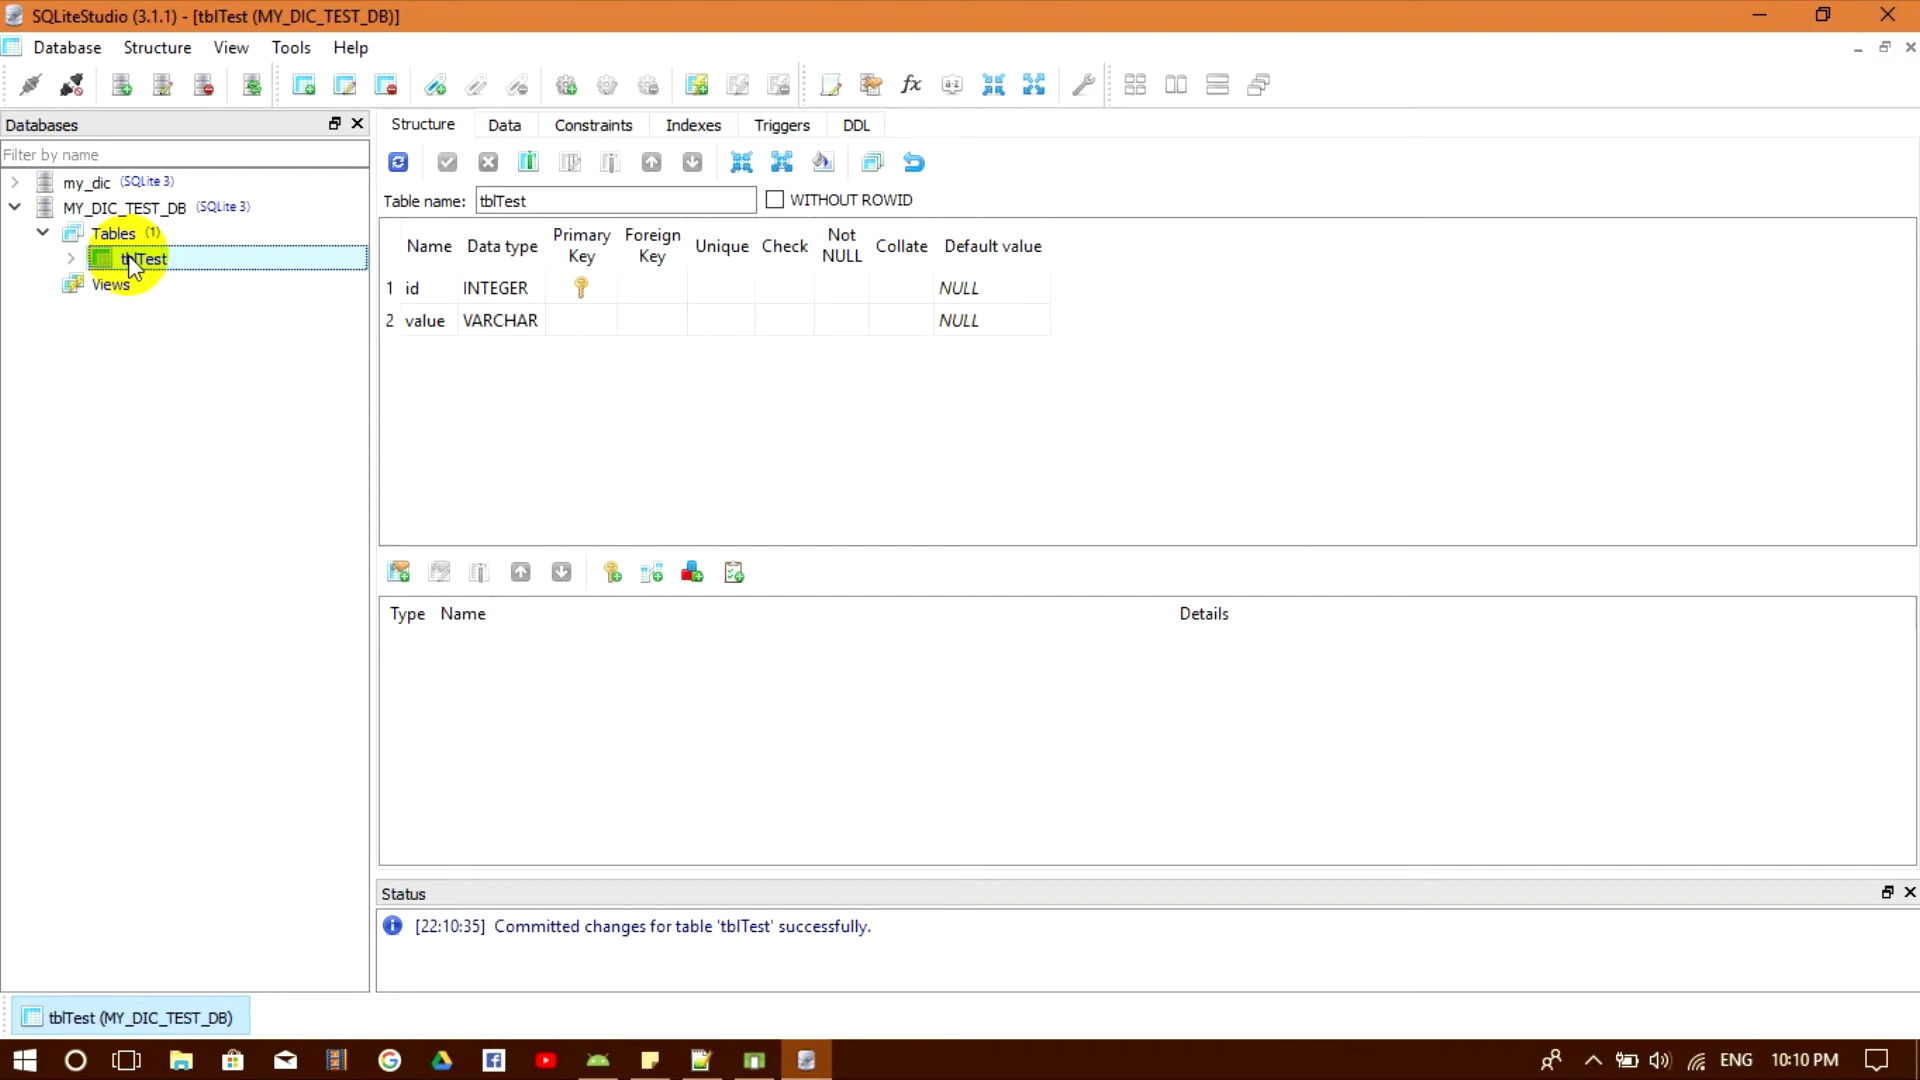 SQLiteStudio (3.1.1) - [tblTest (MY_DIC_TEST_DB)]
Database Structure View Tools Help
Databases
Filter by name
my_dic (SQLite 3)
MY_DIC_TEST_DB (SQLite 3)
Tables (1)
tblTest
Views
Structure Data Constraints Indexes Triggers DDL
Table name: tblTest WITHOUT ROWID
Name Data type Primary Key Foreign Key Unique Check Not NULL Collate Default value
1 id INTEGER NULL
2 value VARCHAR NULL
Type Name Details
Status
[22:10:35] Committed changes for table 'tblTest' successfully.
tblTest (MY_DIC_TEST_DB)
ENG 10:10 PM